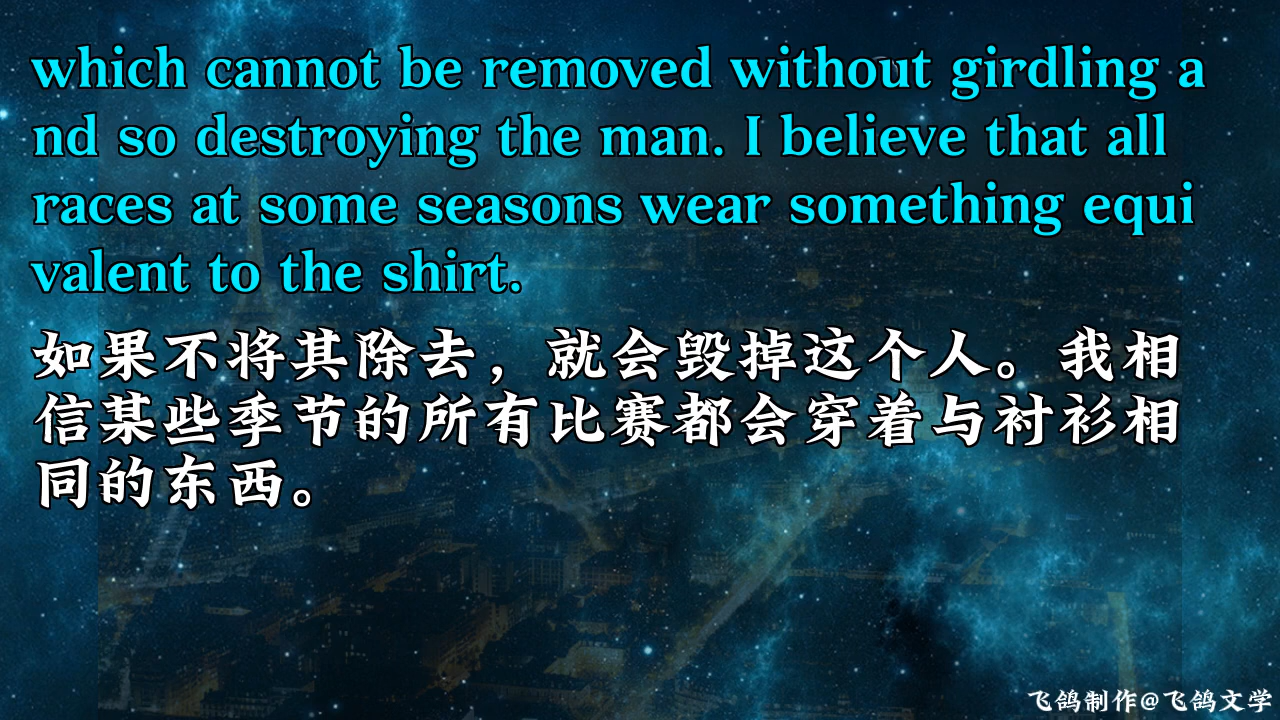 which cannot be removed without girdling a
nd so destroying the man. I believe that all
races at some seasons wear something equi
valent to the shirt.
如果不将其除去，就会毁掉这个人。我相
信某些季节的所有比赛都会穿着与衬衫相
同的东西。
飞鸽制作@飞鸽文学